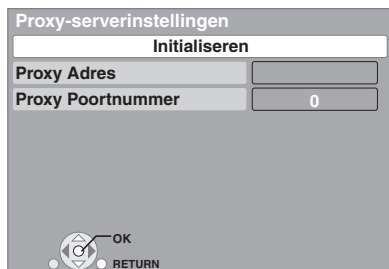 Proxy-serverinstellingen
Initialiseren
Proxy Adres
Proxy Poortnummer 0
OK
RETURN